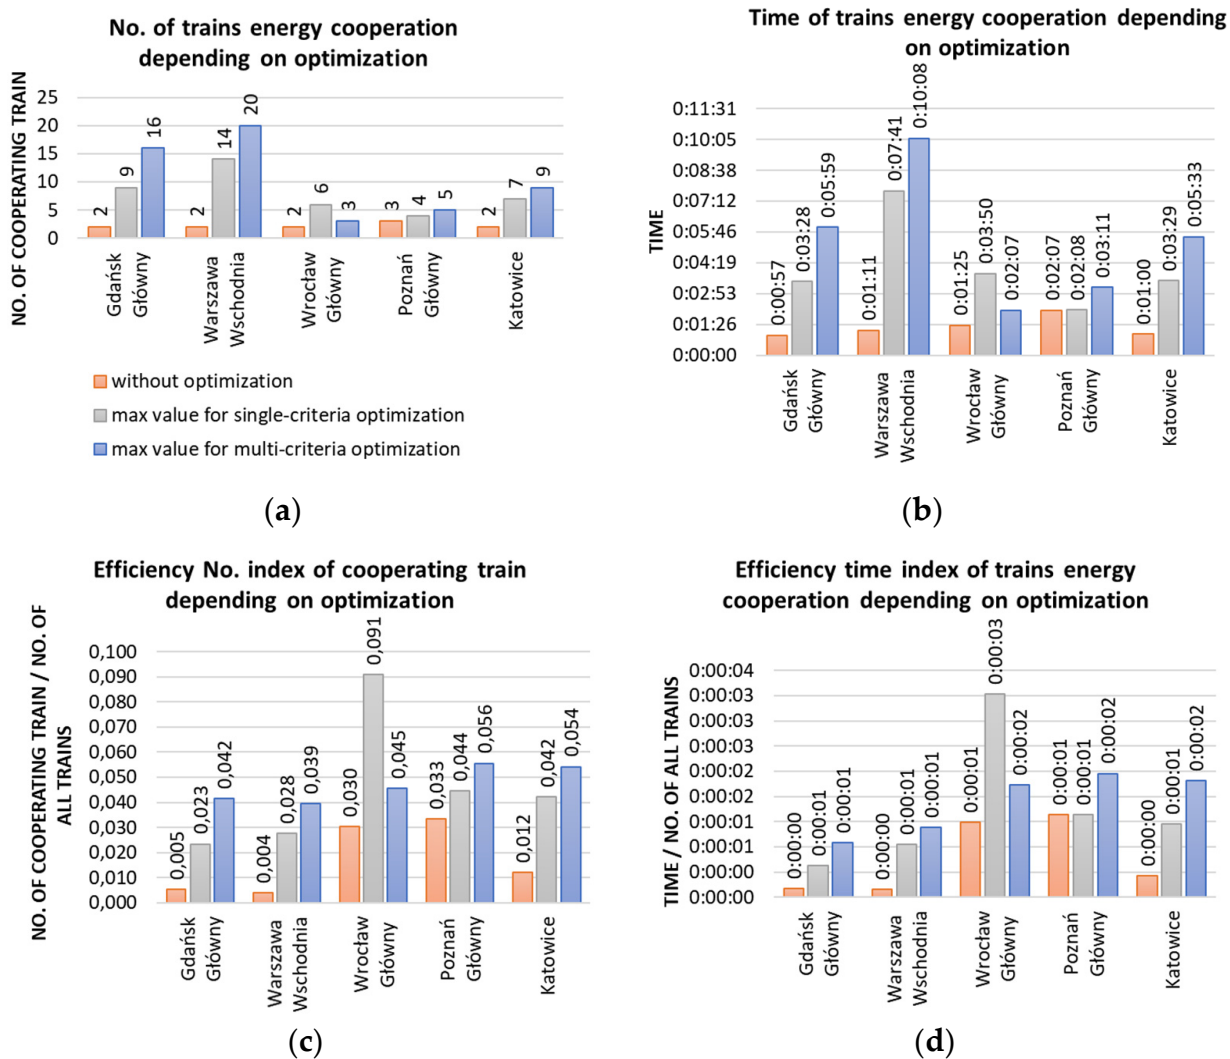 No. of trains energy cooperation
depending on optimization
NO. OF COOPERATING TRAIN
25
20
15
10
5
0
2
9
16
2
14
20
2
6
3
3
4
5
2
7
9
Gdańsk
Główny
Warszawa
Wschodnia
Wrocław
Główny
Poznań
Główny
Katowice
without optimization
max value for single-criteria optimization
max value for multi-criteria optimization
(a)
Time of trains energy cooperation depending
on optimization
TIME
0:11:31
0:10:05
0:08:38
0:07:12
0:05:46
0:04:19
0:02:53
0:01:26
0:00:00
0:00:57
0:03:28
0:05:59
0:01:11
0:07:41
0:10:08
0:01:25
0:03:50
0:02:07
0:02:07
0:02:08
0:03:11
0:01:00
0:03:29
0:05:33
Gdańsk
Główny
Warszawa
Wschodnia
Wrocław
Główny
Poznań
Główny
Katowice
(b)
Efficiency No. index of cooperating train
depending on optimization
NO. OF COOPERATING TRAIN / NO. OF
ALL TRAINS
0,100
0,090
0,080
0,070
0,060
0,050
0,040
0,030
0,020
0,010
0,000
0,005
0,023
0,042
0,004
0,028
0,039
0,030
0,091
0,045
0,033
0,044
0,056
0,012
0,042
0,054
Gdańsk
Główny
Warszawa
Wschodnia
Wrocław
Główny
Poznań
Główny
Katowice
(c)
Efficiency time index of trains energy
cooperation depending on optimization
TIME / NO. OF ALL TRAINS
0:00:04
0:00:03
0:00:03
0:00:03
0:00:02
0:00:02
0:00:01
0:00:01
0:00:00
0:00:00
0:00:00
0:00:01
0:00:01
0:00:00
0:00:01
0:00:01
0:00:01
0:00:03
0:00:02
0:00:01
0:00:01
0:00:02
0:00:00
0:00:01
0:00:02
Gdańsk
Główny
Warszawa
Wschodnia
Wrocław
Główny
Poznań
Główny
Katowice
(d)